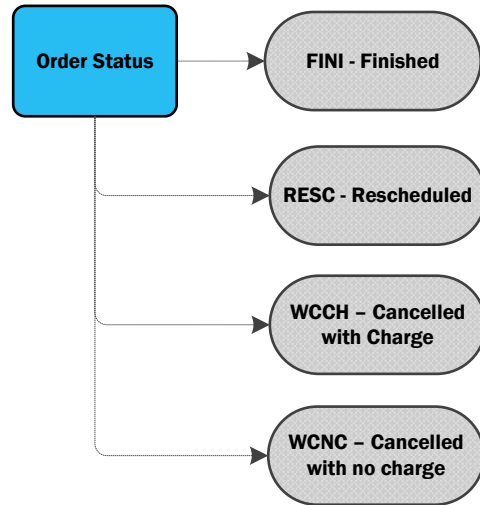 Order Status
FINI - Finished
RESC - Rescheduled
WCCH – Cancelled
with Charge
WCNC – Cancelled
with no charge